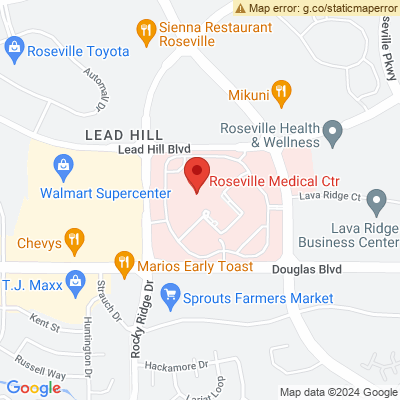 Map error: g.co/staticmaperror
Sienna Restaurant
Roseville
Roseville Toyota
seville Pkwy
Automall Dr
Mikuni
LEAD HILL
Roseville Health
& Wellness
Lead Hill Blvd
Walmart Supercenter
Roseville Medical Ctr
Lava Ridge Ct
Lava Ridge
Business Center
Chevys
Marios Early Toast
Douglas Blvd
T.J. Maxx
Strauch Dr
Rocky Ridge Dr
Sprouts Farmers Market
Kent St
Huntington Dr
Russell Way
Hackamore Dr
Lariat Loop
Google
Map data ©2024 Google